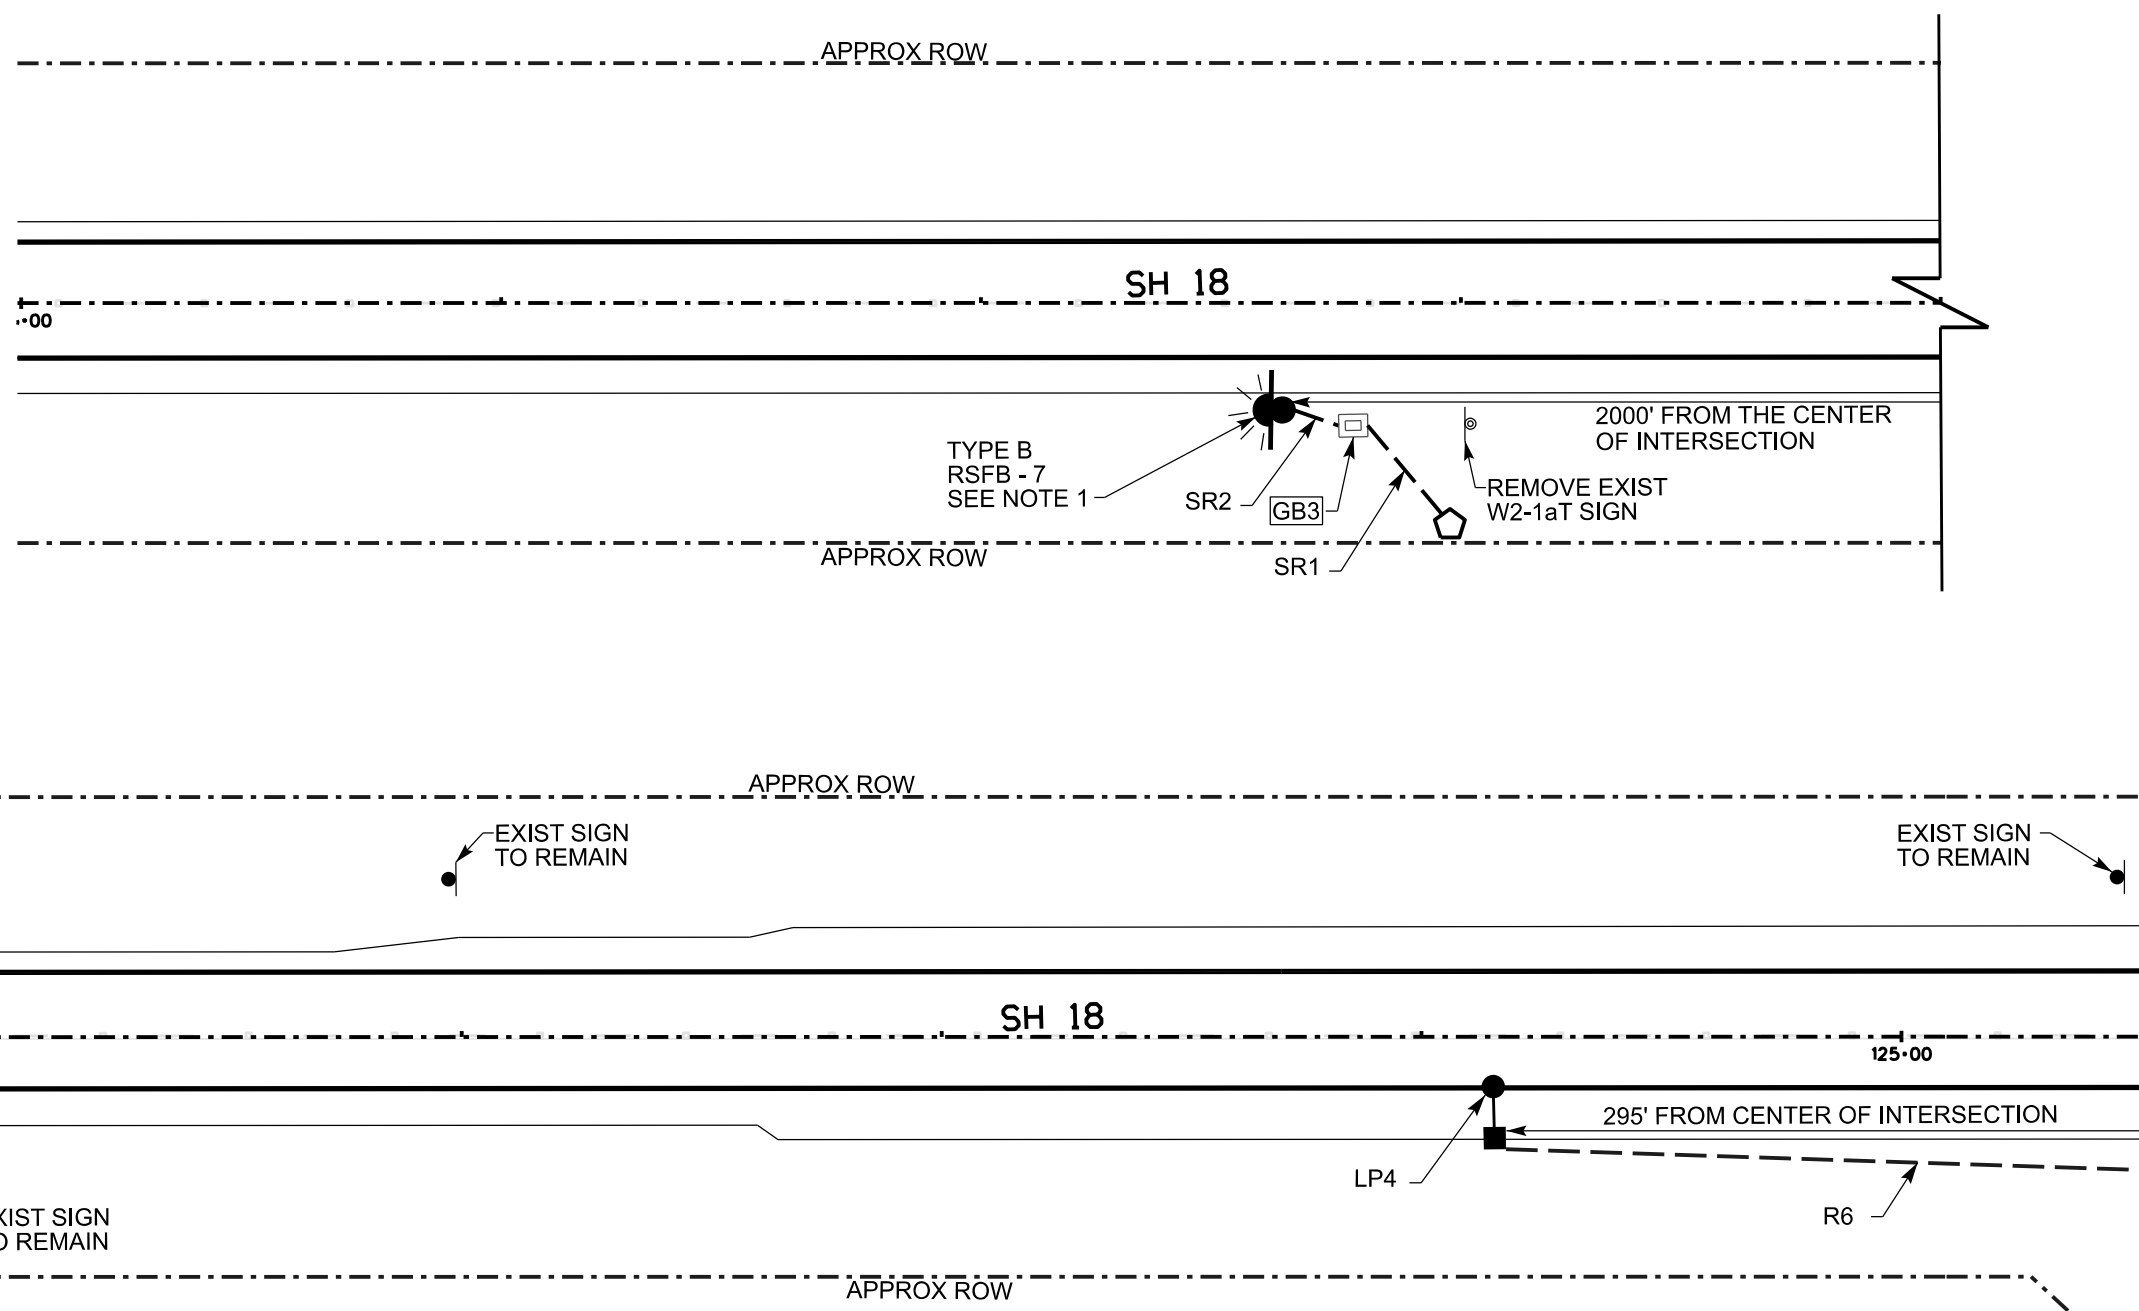 APPROX ROW
SH 18
·00
2000' FROM THE CENTER
OF INTERSECTION
TYPE B
RSFB - 7
SEE NOTE 1
SR2
GB3
REMOVE EXIST
W2-1aT SIGN
APPROX ROW
SR1
APPROX ROW
EXIST SIGN
TO REMAIN
EXIST SIGN
TO REMAIN
SH 18
125·00
295' FROM CENTER OF INTERSECTION
LP4
R6
XIST SIGN
O REMAIN
APPROX ROW